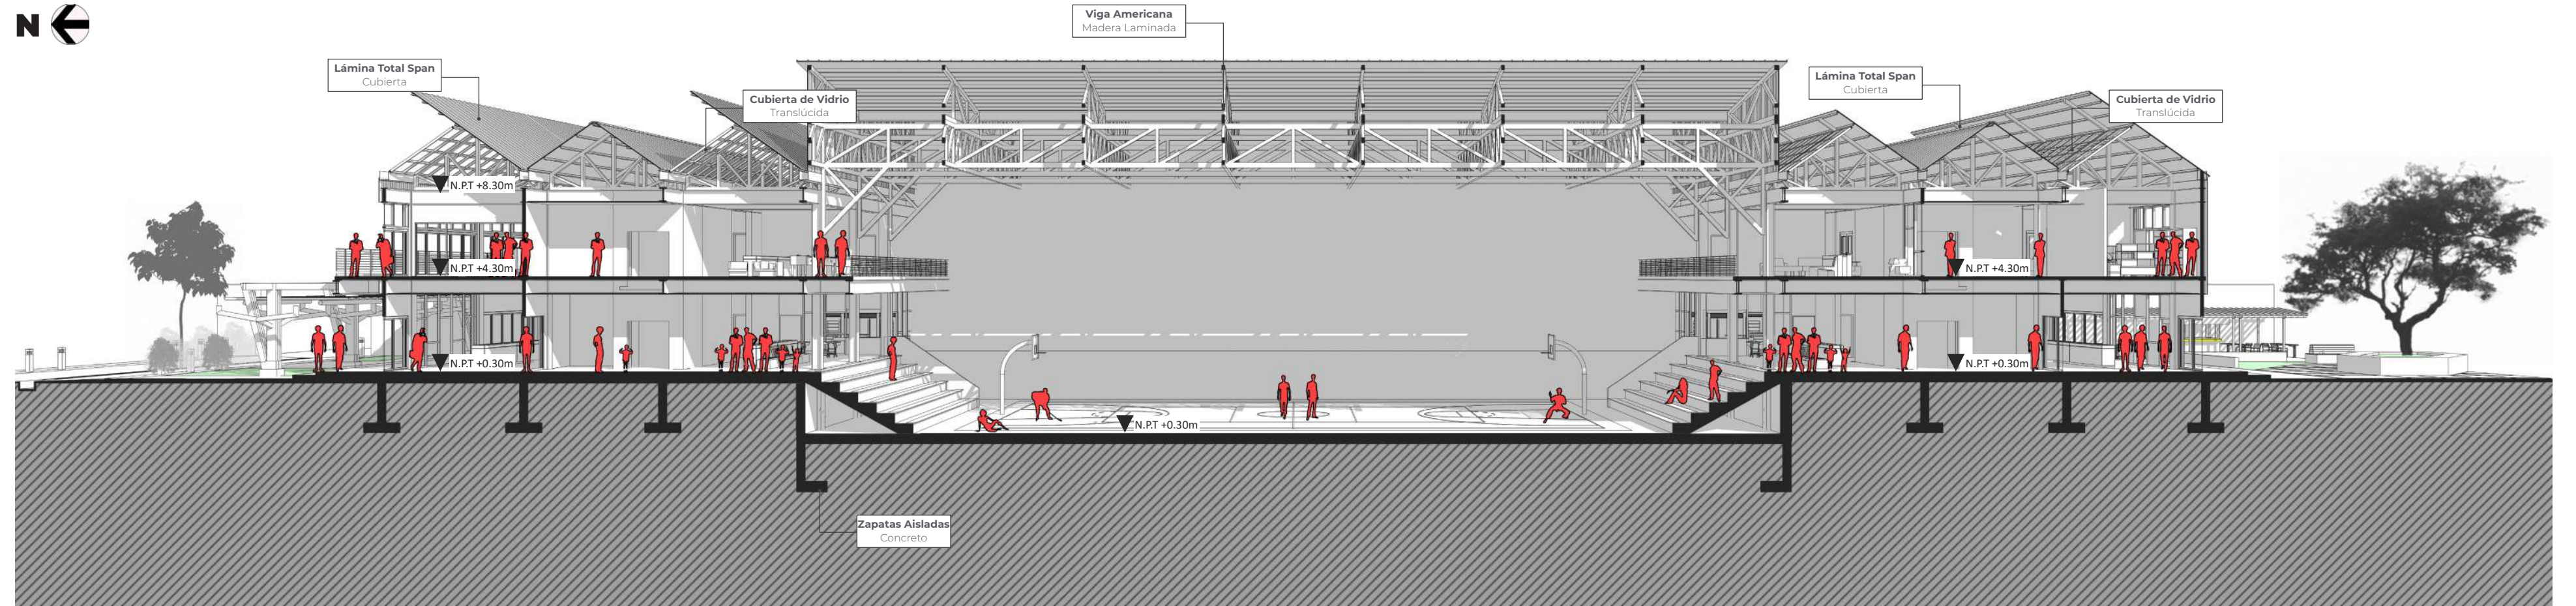 N
Viga Americana
Madera Laminada
Lámina Total Span
Cubierta
Cubierta de Vidrio
Translúcida
Lámina Total Span
Cubierta
Cubierta de Vidrio
Translúcida
N.P.T +8.30m
N.P.T +4.30m
N.P.T +4.30m
N.P.T +0.30m
N.P.T +0.30m
N.P.T +0.30m
Zapatas Aisladas
Concreto